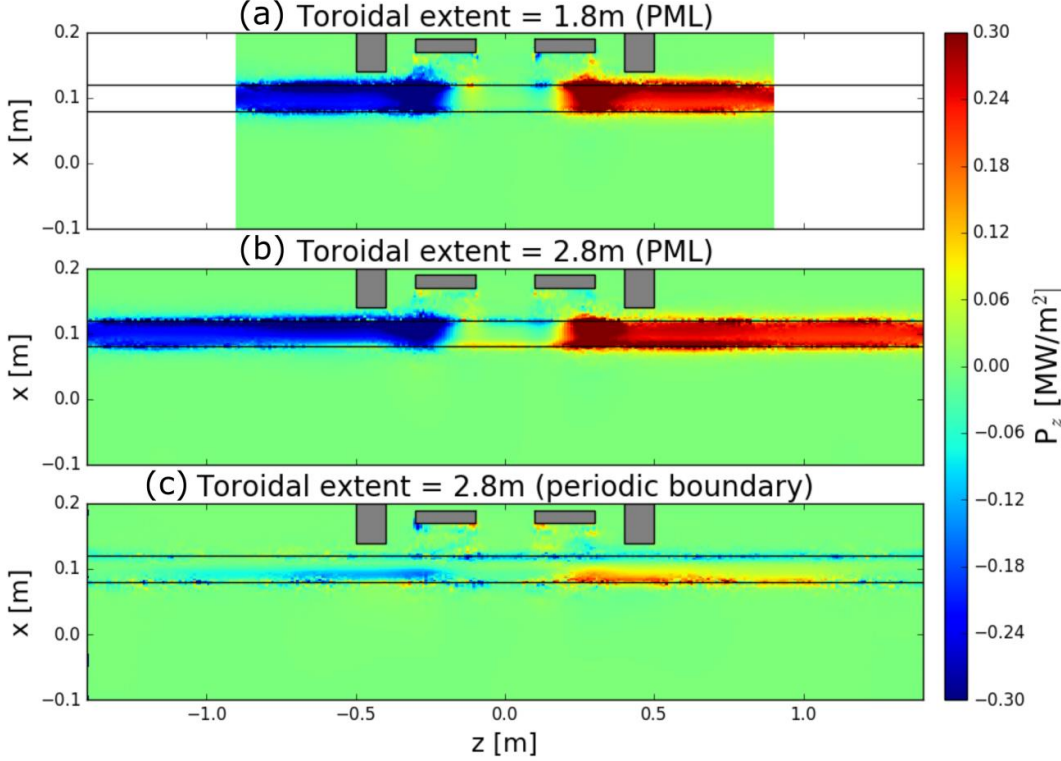 (a) Toroidal extent = 1.8m (PML)
0.2
0.1
0.0
−0.1
x [m]
(b) Toroidal extent = 2.8m (PML)
0.2
0.1
0.0
−0.1
x [m]
(c) Toroidal extent = 2.8m (periodic boundary)
0.2
0.1
0.0
−0.1
x [m]
−1.0 −0.5 0.0 0.5 1.0
z [m]
0.30
0.24
0.18
0.12
0.06
0.00
−0.06
−0.12
−0.18
−0.24
−0.30
P_z [MW/m²]